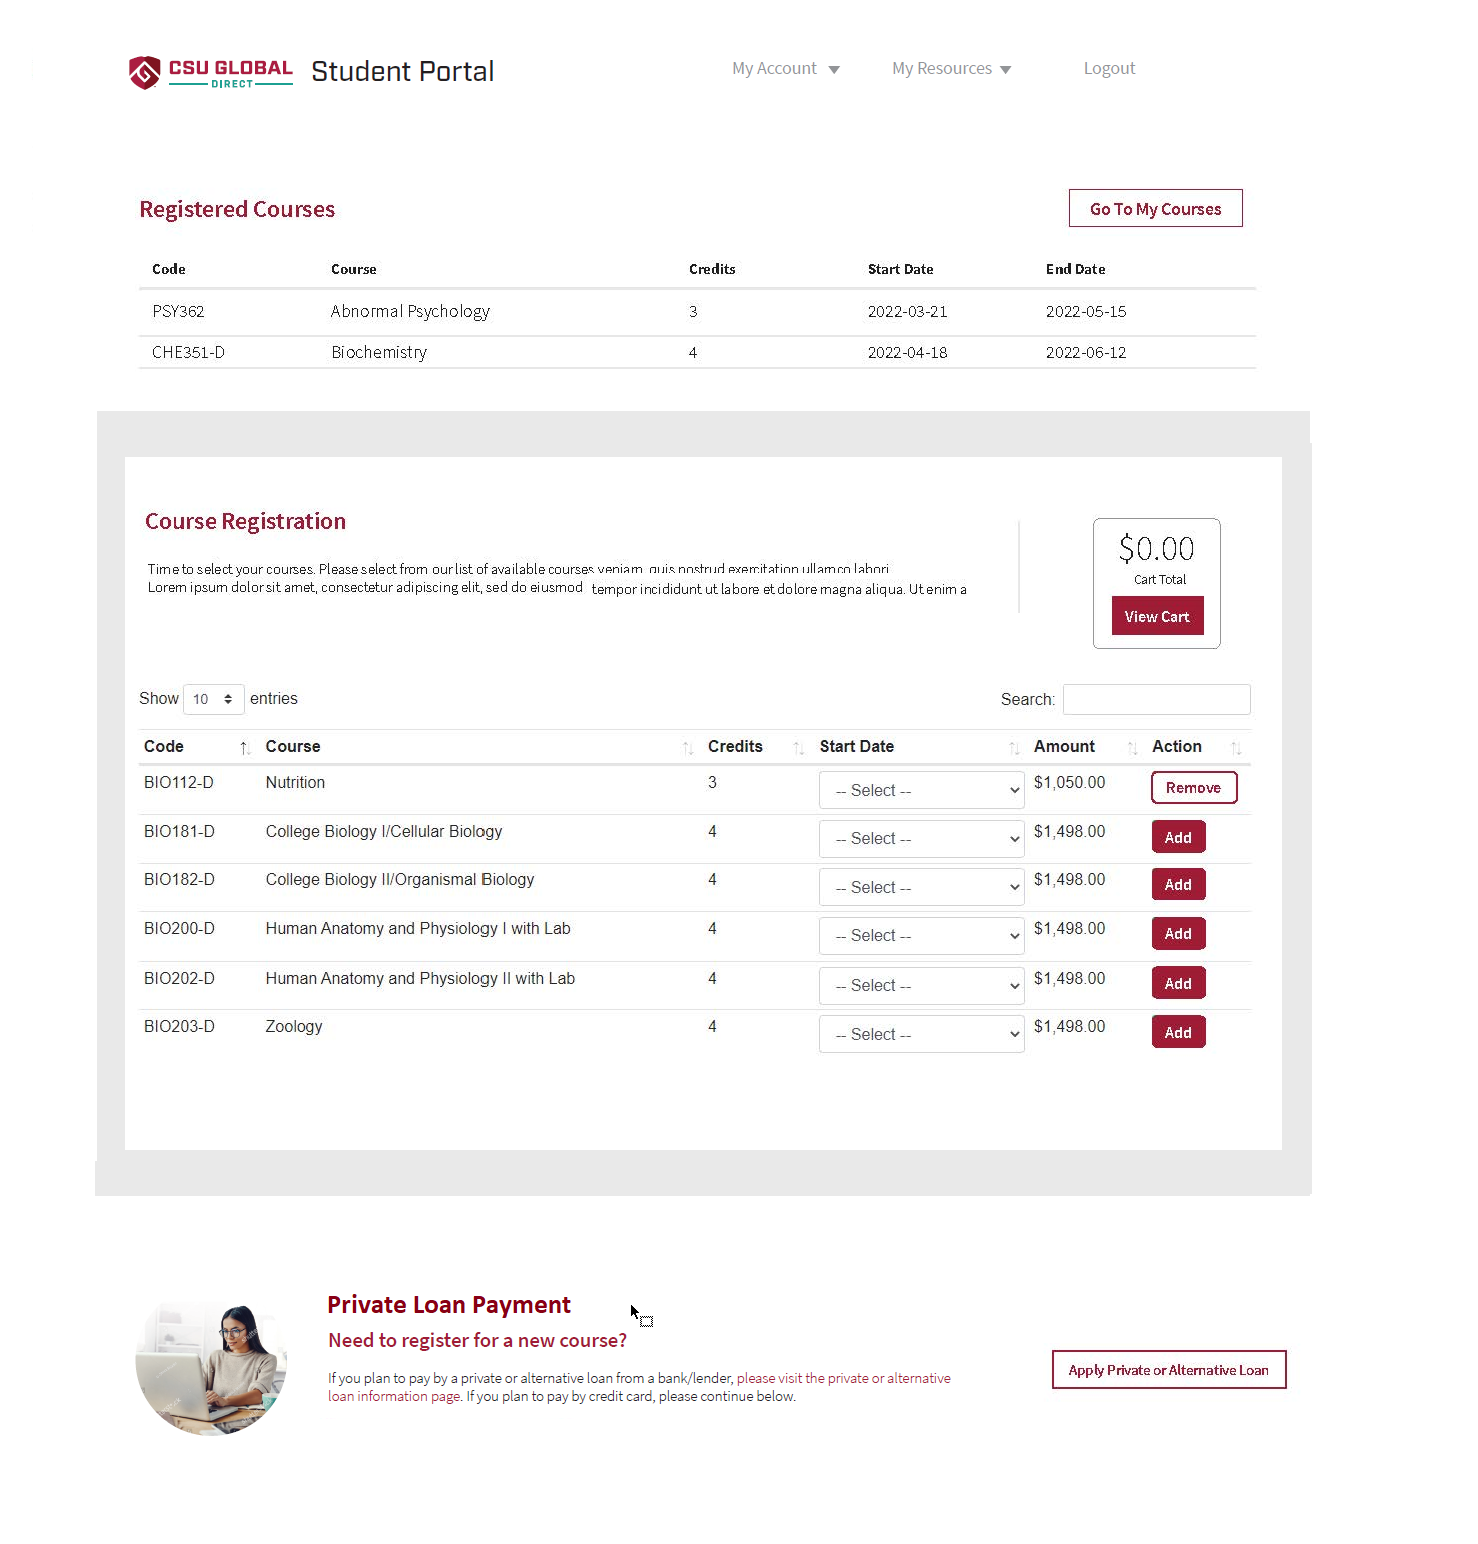 CSU GLOBAL
DIRECT
Student Portal
My Account
My Resources
Logout
Registered Courses
Go To My Courses
Code Course Credits Start Date End Date
PSY362 Abnormal Psychology 3 2022-03-21 2022-05-15
CHE351-D Biochemistry 4 2022-04-18 2022-06-12
Course Registration
Time to select your courses. Please select from our list of available courses veniam, quis nostrud exercitation ullamco labori
Lorem ipsum dolor sit amet, consectetur adipiscing elit, sed do eiusmod tempor incididunt ut labore et dolore magna aliqua. Ut enim a
$0.00
Cart Total
View Cart
Show 10 entries
Search:
Code Course Credits Start Date Amount Action
BIO112-D Nutrition 3 -- Select -- $1,050.00 Remove
BIO181-D College Biology I/Cellular Biology 4 -- Select -- $1,498.00 Add
BIO182-D College Biology II/Organismal Biology 4 -- Select -- $1,498.00 Add
BIO200-D Human Anatomy and Physiology I with Lab 4 -- Select -- $1,498.00 Add
BIO202-D Human Anatomy and Physiology II with Lab 4 -- Select -- $1,498.00 Add
BIO203-D Zoology 4 -- Select -- $1,498.00 Add
Private Loan Payment
Need to register for a new course?
If you plan to pay by a private or alternative loan from a bank/lender, please visit the private or alternative
loan information page. If you plan to pay by credit card, please continue below.
Apply Private or Alternative Loan